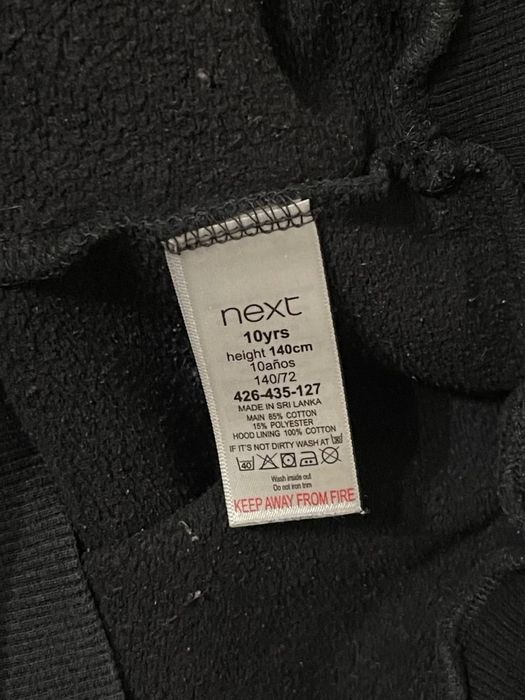 next
10yrs
height 140cm
10años
140/72
426-435-127
MADE IN SRI LANKA
MAIN 85% COTTON
15% POLYESTER
HOOD LINING 100% COTTON
IF IT'S NOT DIRTY WASH AT 30
40
Wash inside out
Do not iron trim
KEEP AWAY FROM FIRE